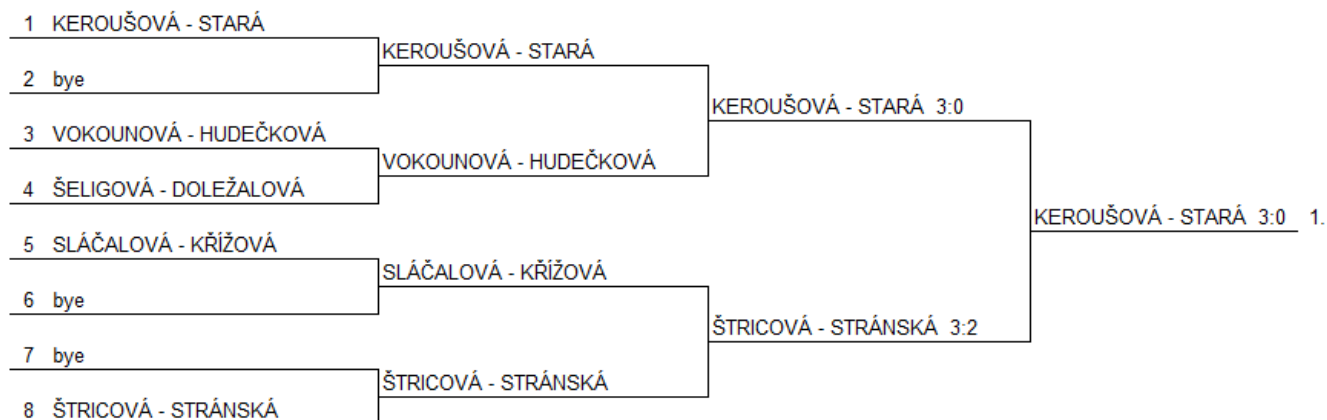 1 KEROUŠOVÁ - STARÁ
KEROUŠOVÁ - STARÁ
2 bye
KEROUŠOVÁ - STARÁ 3:0
3 VOKOUNOVÁ - HUDEČKOVÁ
VOKOUNOVÁ - HUDEČKOVÁ
4 ŠELIGOVÁ - DOLEŽALOVÁ
KEROUŠOVÁ - STARÁ 3:0 1.
5 SLÁČALOVÁ - KŘÍŽOVÁ
SLÁČALOVÁ - KŘÍŽOVÁ
6 bye
ŠTRICOVÁ - STRÁNSKÁ 3:2
7 bye
ŠTRICOVÁ - STRÁNSKÁ
8 ŠTRICOVÁ - STRÁNSKÁ